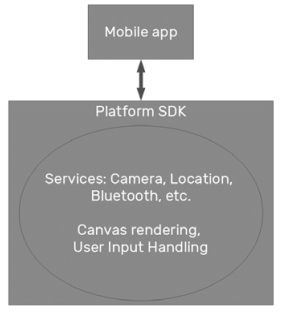 Mobile app
Platform SDK
Services: Camera, Location,
Bluetooth, etc.
Canvas rendering,
User Input Handling